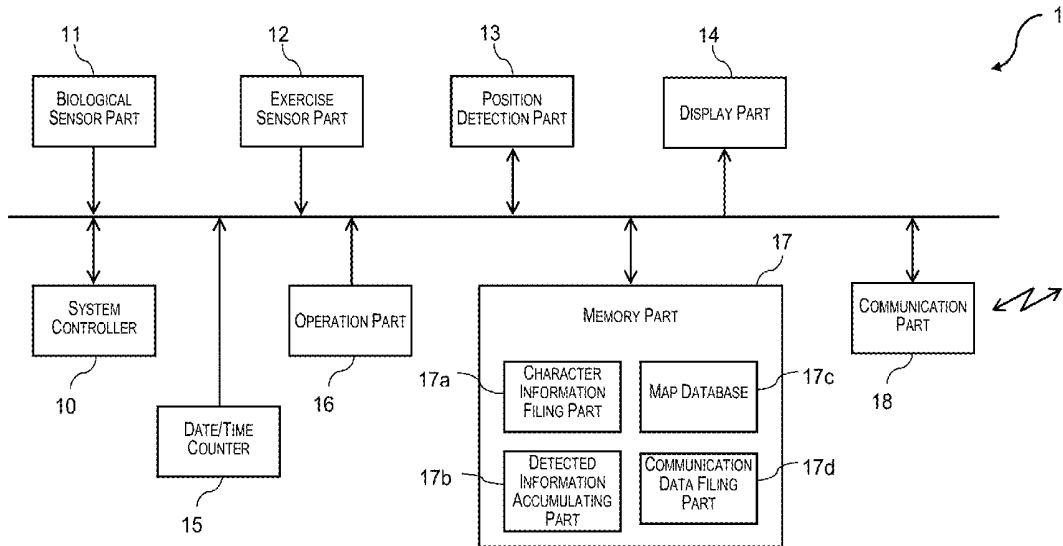 1
11
12
13
14
BIOLOGICAL
SENSOR PART
EXERCISE
SENSOR PART
POSITION
DETECTION PART
DISPLAY PART
17
SYSTEM
CONTROLLER
OPERATION PART
MEMORY PART
COMMUNICATION
PART
10
16
18
DATE/TIME
COUNTER
15
17a
CHARACTER
INFORMATION
FILING PART
MAP DATABASE
17c
17b
DETECTED
INFORMATION
ACCUMULATING
PART
COMMUNICATION
DATA FILING
PART
17d